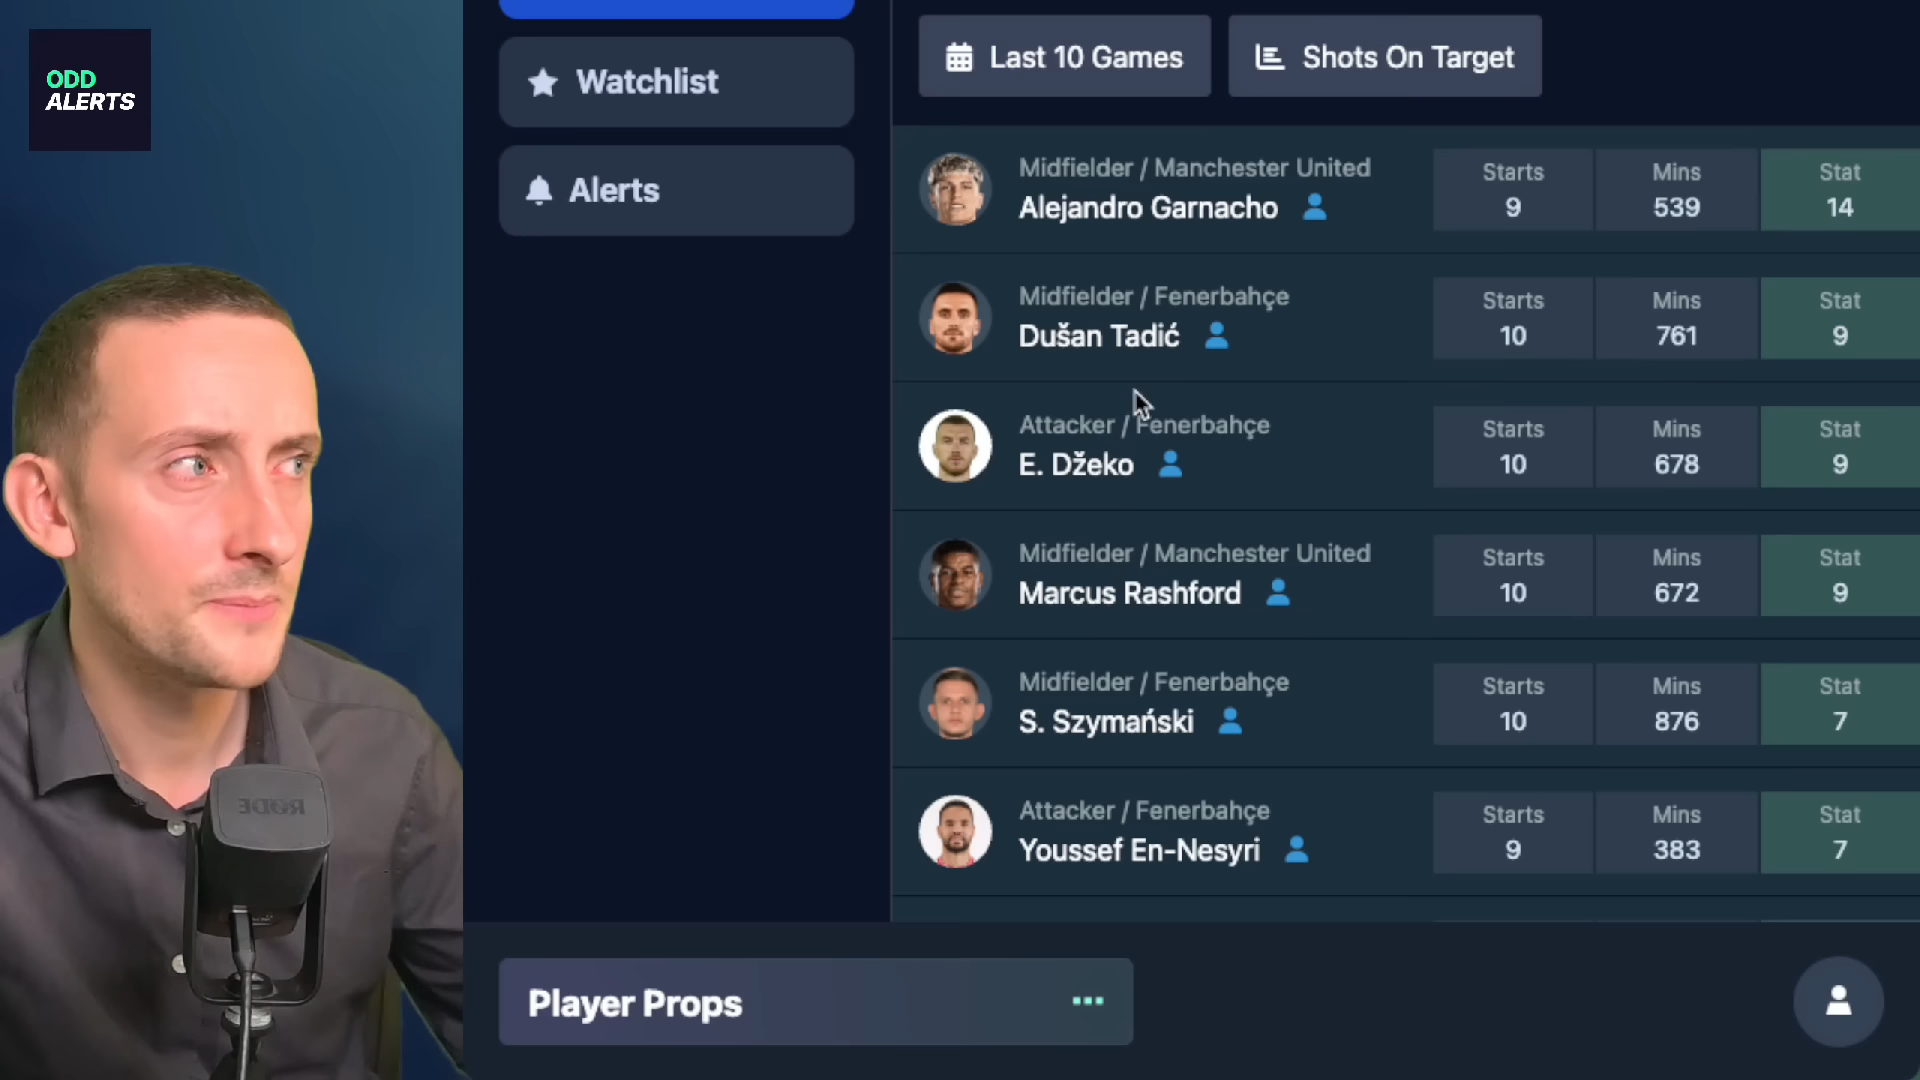 ODD
ALERTS
Watchlist
Alerts
Last 10 Games
Shots On Target
Midfielder / Manchester United
Alejandro Garnacho
Starts
9
Mins
539
Stat
14
Midfielder / Fenerbahçe
Dušan Tadić
Starts
10
Mins
761
Stat
9
Attacker / Fenerbahçe
E. Džeko
Starts
10
Mins
678
Stat
9
Midfielder / Manchester United
Marcus Rashford
Starts
10
Mins
672
Stat
9
Midfielder / Fenerbahçe
S. Szymański
Starts
10
Mins
876
Stat
7
Attacker / Fenerbahçe
Youssef En-Nesyri
Starts
9
Mins
383
Stat
7
RØDE
Player Props